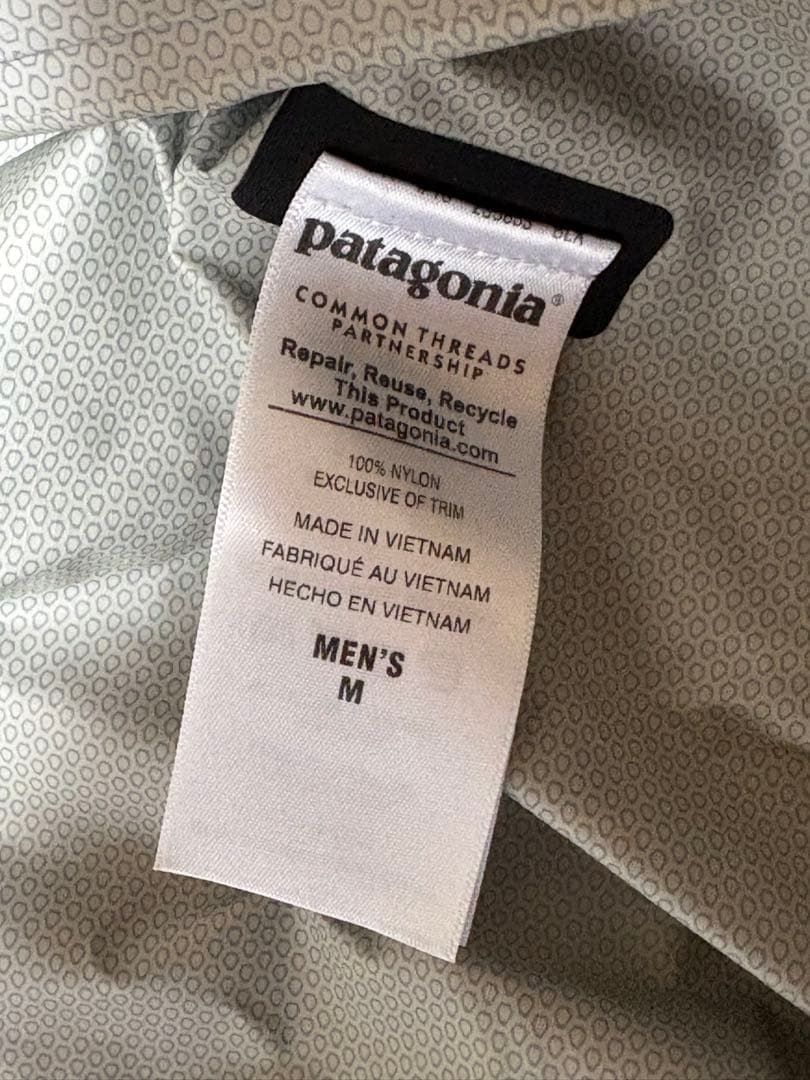 patagonia®
COMMON THREADS
PARTNERSHIP
Repair, Reuse, Recycle
This Product
www.patagonia.com
100% NYLON
EXCLUSIVE OF TRIM
MADE IN VIETNAM
FABRIQUÉ AU VIETNAM
HECHO EN VIETNAM
MEN'S
M